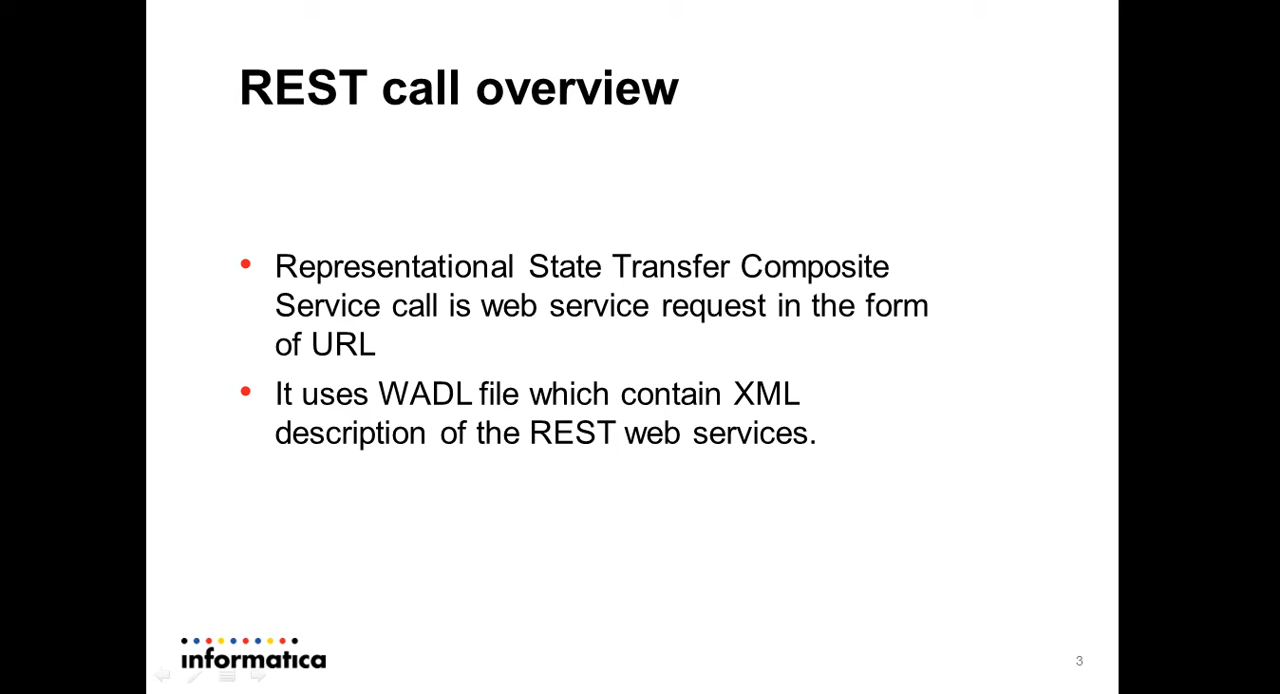 REST call overview
• Representational State Transfer Composite
Service call is web service request in the form
of URL
• It uses WADL file which contain XML
description of the REST web services.
informatica
3